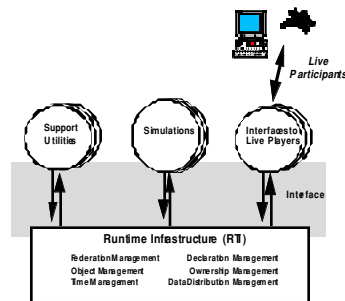 Live
Participants
Support
Utilities
Simulations
Interfaces to
Live Players
Interface
Runtime Infrastructure (RTI)
Federation Management
Declaration Management
Object Management
Ownership Management
Time Management
Data Distribution Management